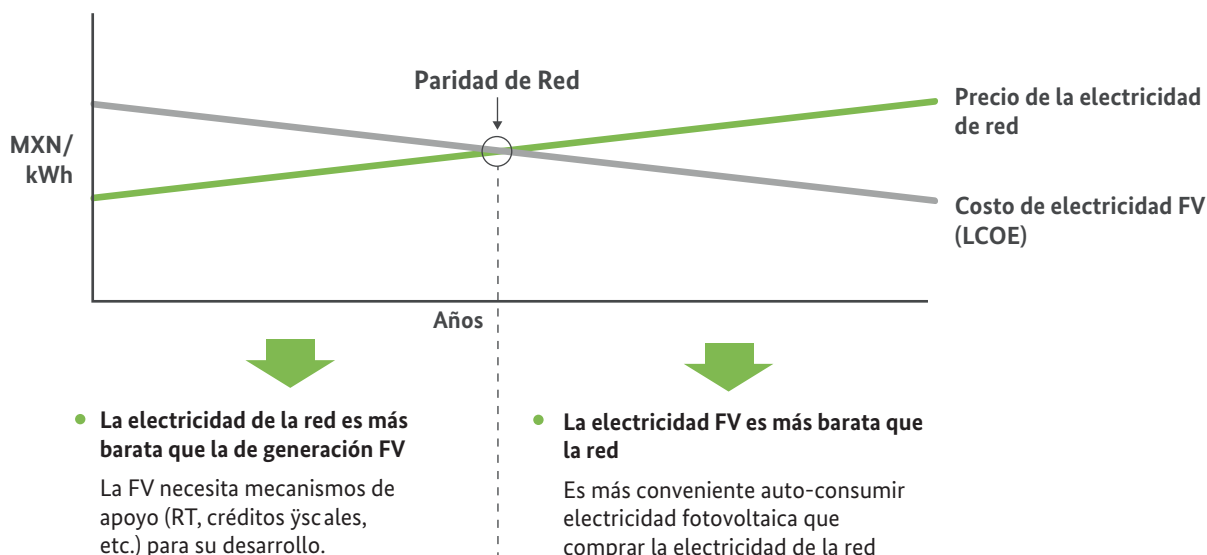 Paridad de Red
Precio de la electricidad
de red
MXN/
kWh
Costo de electricidad FV
(LCOE)
Años
• La electricidad de la red es más
barata que la de generación FV
La FV necesita mecanismos de
apoyo (RT, créditos ÿscales,
etc.) para su desarrollo.
• La electricidad FV es más barata que
la red
Es más conveniente auto-consumir
electricidad fotovoltaica que
comprar la electricidad de la red